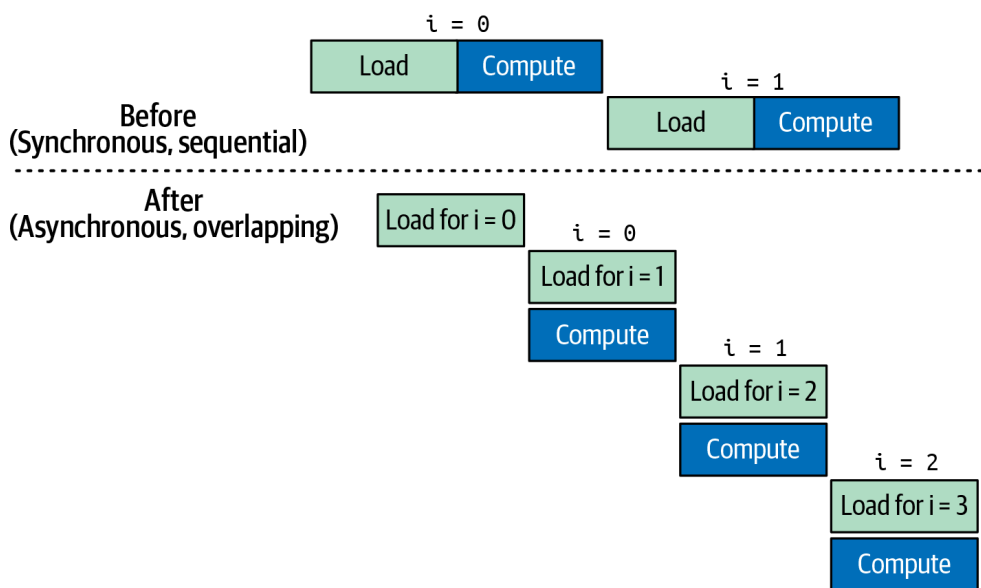 i = 0
Load Compute
i = 1
Load Compute
Before
(Synchronous, sequential)
After
(Asynchronous, overlapping)
Load for i = 0
i = 0
Load for i = 1
Compute
i = 1
Load for i = 2
Compute
i = 2
Load for i = 3
Compute